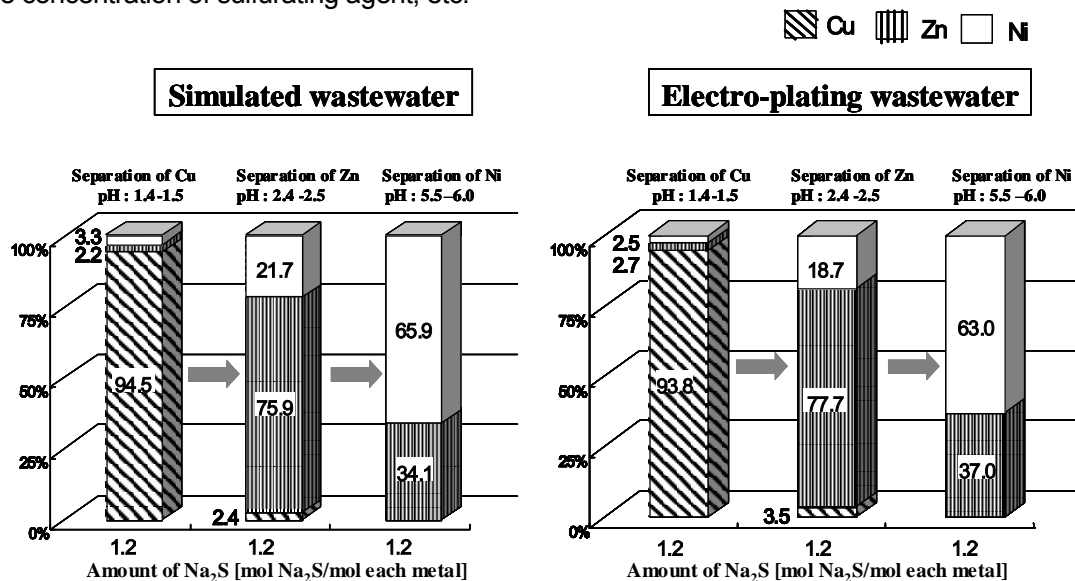 concentration of sulfurating agent, etc.
Cu Zn Ni
Simulated wastewater
Separation of Cu
pH : 1.4-1.5
Separation of Zn
pH : 2.4 -2.5
Separation of Ni
pH : 5.5–6.0
100%
75%
50%
25%
0%
3.3
2.2
94.5
21.7
75.9
2.4
65.9
34.1
1.2 1.2 1.2
Amount of Na₂S [mol Na₂S/mol each metal]
Electro-plating wastewater
Separation of Cu
pH : 1.4-1.5
Separation of Zn
pH : 2.4 -2.5
Separation of Ni
pH : 5.5 –6.0
100%
75%
50%
25%
0%
2.5
2.7
93.8
18.7
77.7
3.5
63.0
37.0
1.2 1.2 1.2
Amount of Na₂S [mol Na₂S/mol each metal]